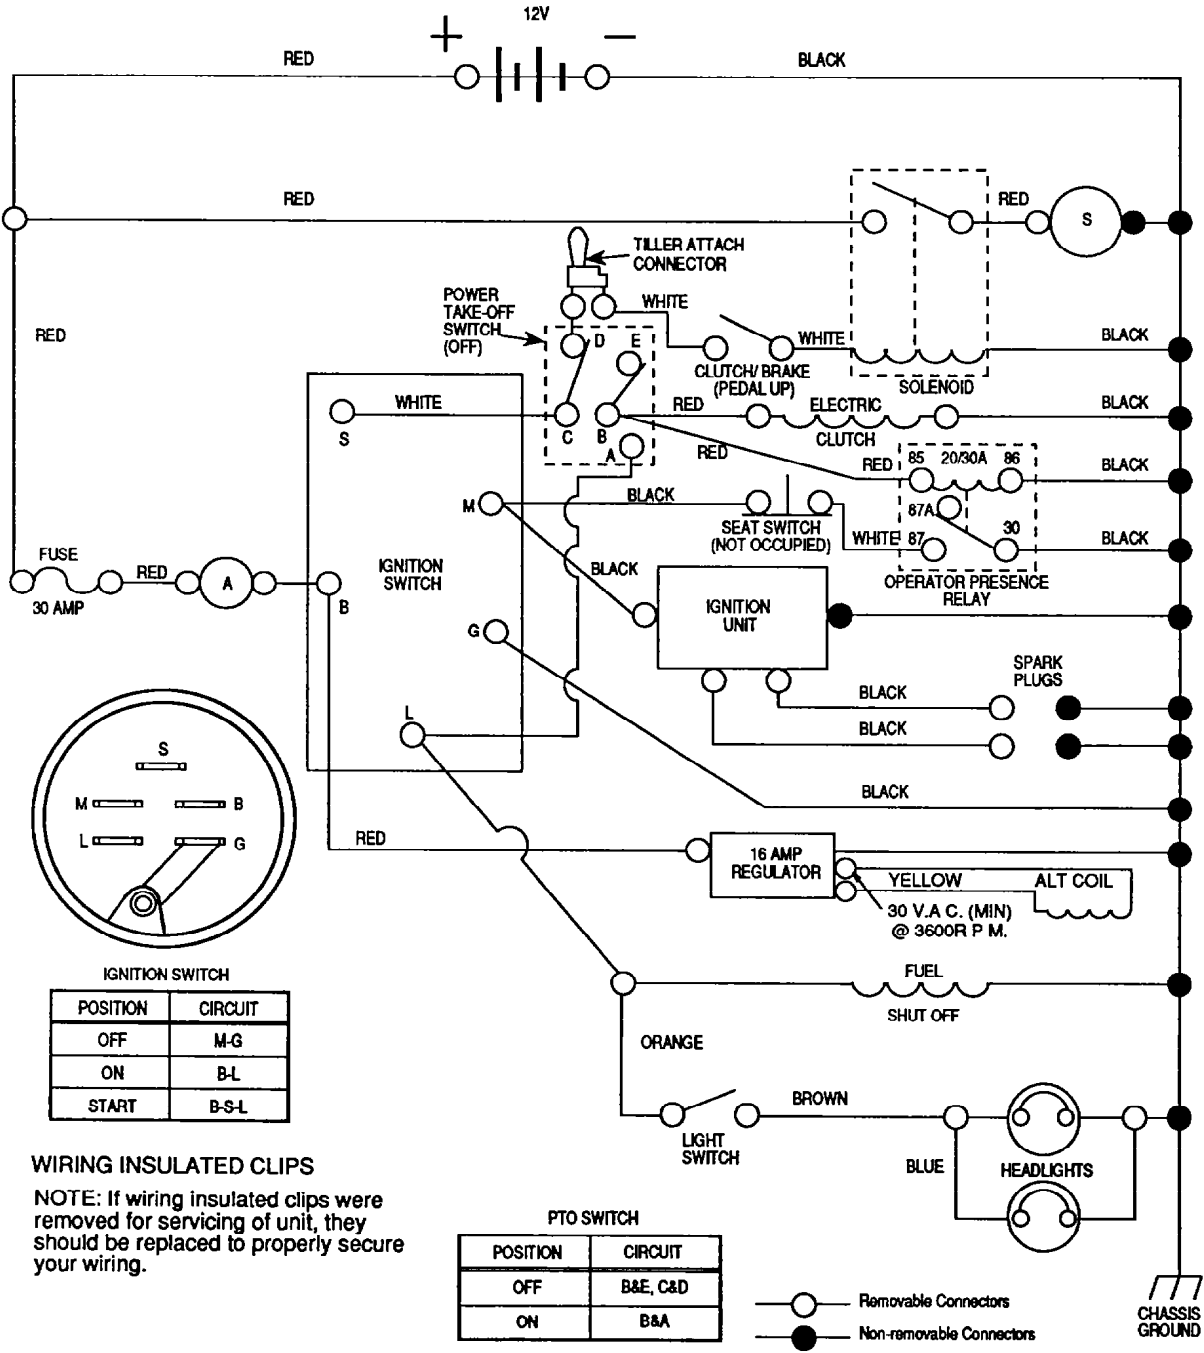 12V
+
−
RED
BLACK
RED
RED
S
TILLER ATTACH
CONNECTOR
POWER
TAKE-OFF
SWITCH
(OFF)
WHITE
RED
D
E
WHITE
BLACK
CLUTCH/ BRAKE
(PEDAL UP)
SOLENOID
WHITE
S
C
B
A
RED
ELECTRIC
CLUTCH
BLACK
RED
RED
85
20/30A
86
BLACK
87A
M
BLACK
SEAT SWITCH
(NOT OCCUPIED)
WHITE
87
30
BLACK
OPERATOR PRESENCE
RELAY
FUSE
30 AMP
RED
A
B
IGNITION
SWITCH
BLACK
IGNITION
UNIT
G
SPARK
PLUGS
BLACK
BLACK
L
BLACK
S
M
B
L
G
RED
16 AMP
REGULATOR
YELLOW
ALT COIL
30 V.A C. (MIN)
@ 3600R P M.
IGNITION SWITCH
POSITION CIRCUIT
OFF M-G
ON B-L
START B-S-L
FUEL
SHUT OFF
ORANGE
LIGHT
SWITCH
BROWN
BLUE
HEADLIGHTS
WIRING INSULATED CLIPS
NOTE: If wiring insulated clips were
removed for servicing of unit, they
should be replaced to properly secure
your wiring.
PTO SWITCH
POSITION CIRCUIT
OFF B&E, C&D
ON B&A
Removable Connectors
Non-removable Connectors
CHASSIS
GROUND